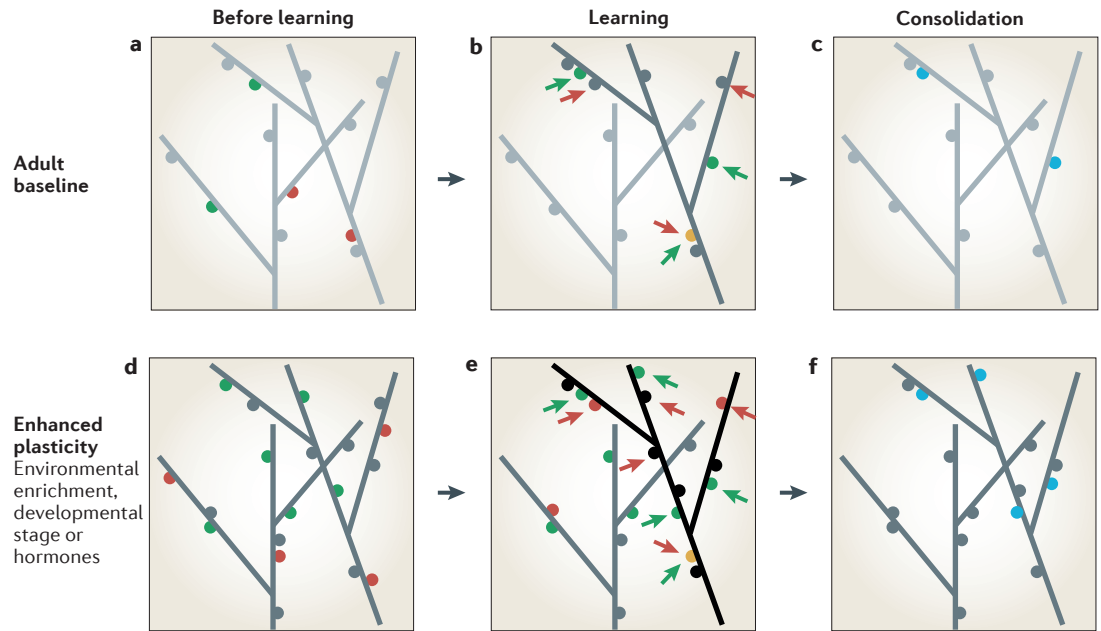 Before learning
Learning
Consolidation
a
b
c
Adult
baseline
d
e
f
Enhanced
plasticity
Environmental
enrichment,
developmental
stage or
hormones